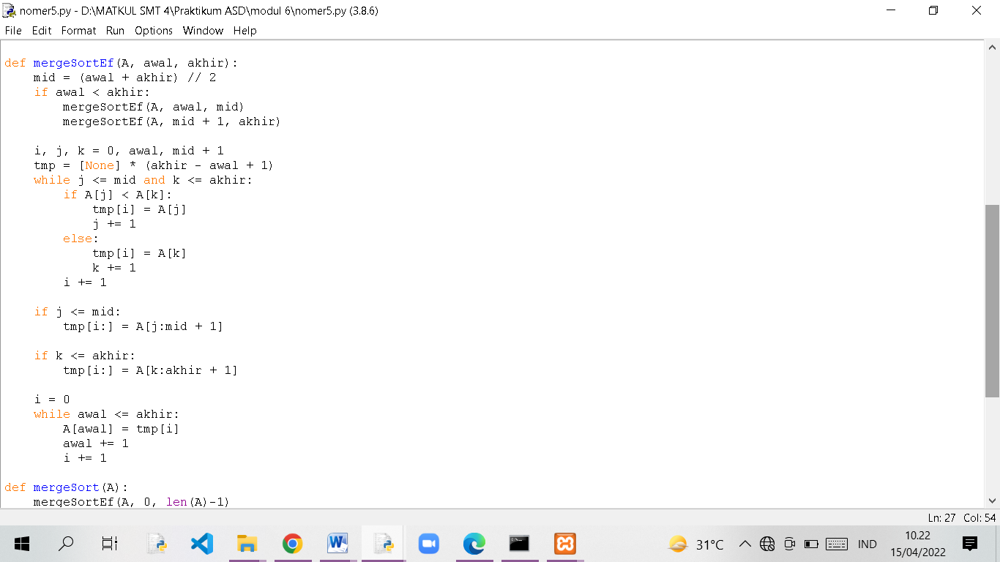 nomer5.py - D:\MATKUL SMT 4\Praktikum ASD\modul 6\nomer5.py (3.8.6)
File Edit Format Run Options Window Help
def mergeSortEf(A, awal, akhir):
    mid = (awal + akhir) // 2
    if awal < akhir:
        mergeSortEf(A, awal, mid)
        mergeSortEf(A, mid + 1, akhir)
    i, j, k = 0, awal, mid + 1
    tmp = [None] * (akhir - awal + 1)
    while j <= mid and k <= akhir:
        if A[j] < A[k]:
            tmp[i] = A[j]
            j += 1
        else:
            tmp[i] = A[k]
            k += 1
        i += 1
    if j <= mid:
        tmp[i:] = A[j:mid + 1]
    if k <= akhir:
        tmp[i:] = A[k:akhir + 1]
    i = 0
    while awal <= akhir:
        A[awal] = tmp[i]
        awal += 1
        i += 1
def mergeSort(A):
    mergeSortEf(A, 0, len(A)-1)
Ln: 27 Col: 54
31°C IND 10.22
15/04/2022